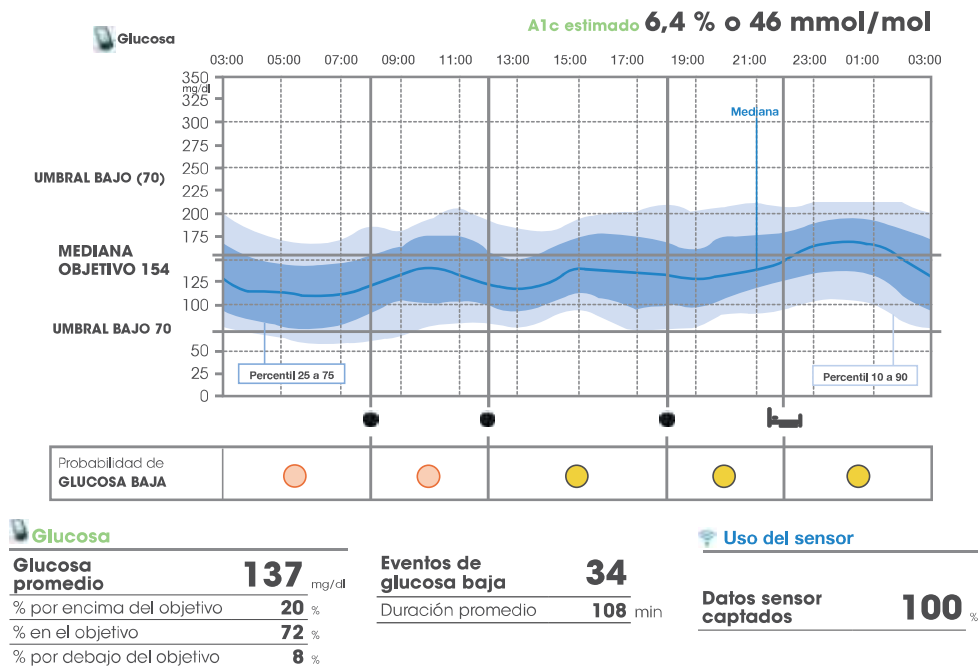 A1c estimado 6,4 % o 46 mmol/mol
Glucosa
03:00 05:00 07:00 09:00 11:00 13:00 15:00 17:00 19:00 21:00 23:00 01:00 03:00
350
mg/dl
325
300
Mediana
275
250
UMBRAL BAJO (70)
225
200
175
MEDIANA
OBJETIVO 154
125
100
UMBRAL BAJO 70
50
25
0
Percentil 25 a 75
Percentil 10 a 90
Probabilidad de
GLUCOSA BAJA
Glucosa
Glucosa
promedio 137 mg/dl
% por encima del objetivo 20 %
% en el objetivo 72 %
% por debajo del objetivo 8 %
Eventos de
glucosa baja 34
Duración promedio 108 min
Uso del sensor
Datos sensor
captados 100 %